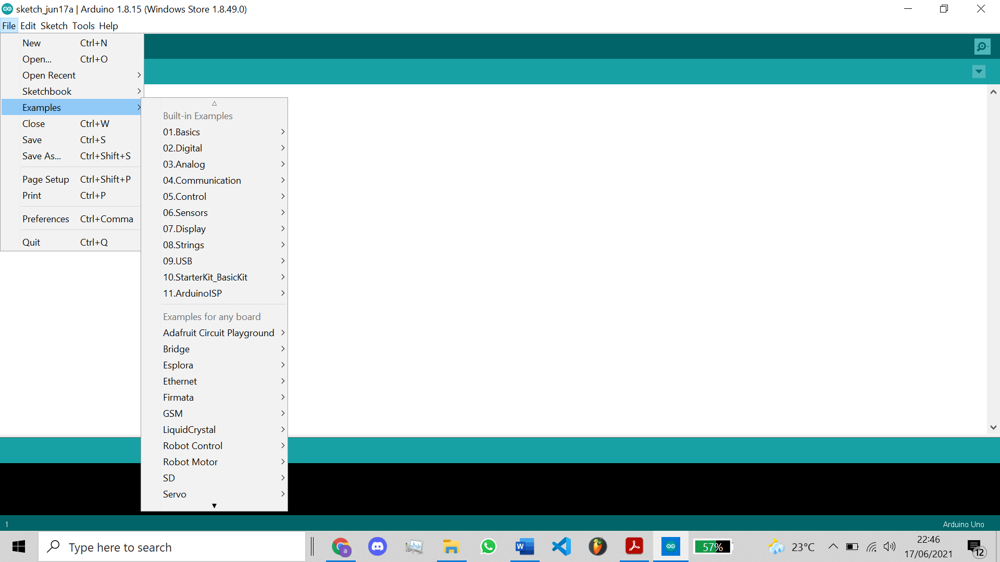 sketch_jun17a | Arduino 1.8.15 (Windows Store 1.8.49.0)
File Edit Sketch Tools Help
New Ctrl+N
Open... Ctrl+O
Open Recent
Sketchbook
Examples
Close Ctrl+W
Save Ctrl+S
Save As... Ctrl+Shift+S
Page Setup Ctrl+Shift+P
Print Ctrl+P
Preferences Ctrl+Comma
Quit Ctrl+Q
Built-in Examples
01.Basics
02.Digital
03.Analog
04.Communication
05.Control
06.Sensors
07.Display
08.Strings
09.USB
10.StarterKit_BasicKit
11.ArduinoISP
Examples for any board
Adafruit Circuit Playground
Bridge
Esplora
Ethernet
Firmata
GSM
LiquidCrystal
Robot Control
Robot Motor
SD
Servo
1
Arduino Uno
Type here to search
a
W
57%
23°C
22:46
17/06/2021
12